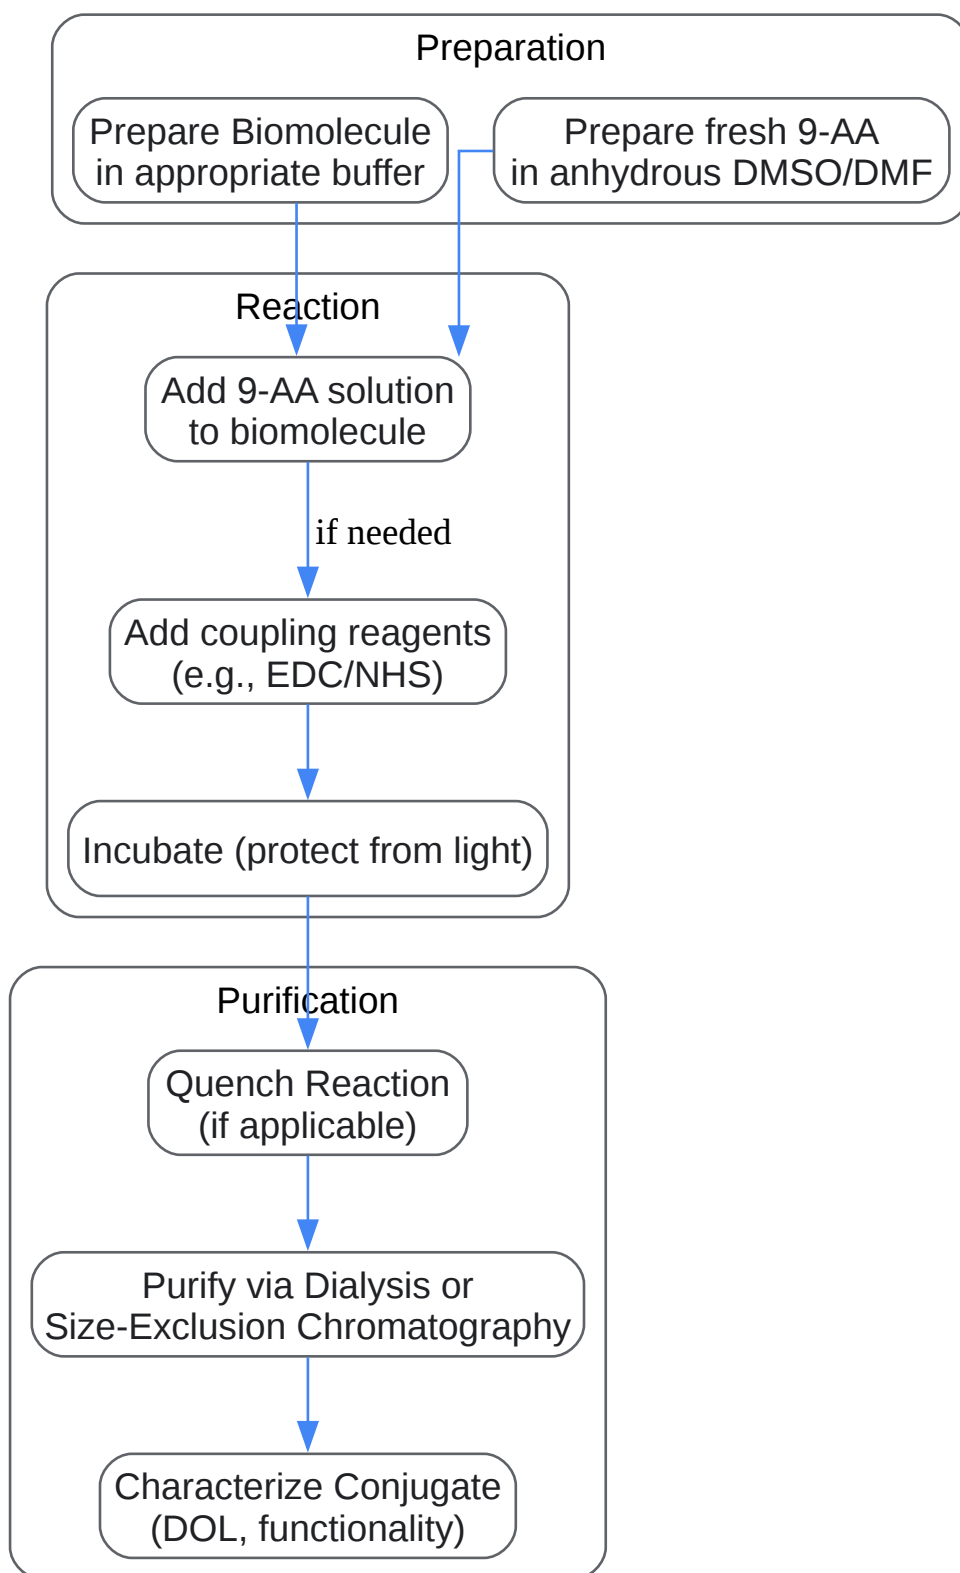 Preparation
Prepare Biomolecule
in appropriate buffer
Prepare fresh 9-AA
in anhydrous DMSO/DMF
Reaction
Add 9-AA solution
to biomolecule
if needed
Add coupling reagents
(e.g., EDC/NHS)
Incubate (protect from light)
Purification
Quench Reaction
(if applicable)
Purify via Dialysis or
Size-Exclusion Chromatography
Characterize Conjugate
(DOL, functionality)